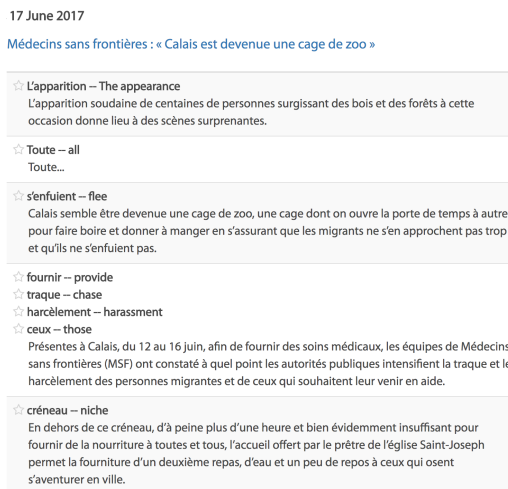 17 June 2017
Médecins sans frontières : « Calais est devenue une cage de zoo »
L’apparition -- The appearance
L’apparition soudaine de centaines de personnes surgissant des bois et des forêts à cette
occasion donne lieu à des scènes surprenantes.
Toute -- all
Toute...
s’enfuient -- flee
Calais semble être devenue une cage de zoo, une cage dont on ouvre la porte de temps à autre
pour faire boire et donner à manger en s’assurant que les migrants ne s’en approchent pas trop
et qu’ils ne s’enfuient pas.
fournir -- provide
traque -- chase
harcèlement -- harassment
ceux -- those
Présentes à Calais, du 12 au 16 juin, afin de fournir des soins médicaux, les équipes de Médecins
sans frontières (MSF) ont constaté à quel point les autorités publiques intensifient la traque et le
harcèlement des personnes migrantes et de ceux qui souhaitent leur venir en aide.
créneau -- niche
En dehors de ce créneau, d’à peine plus d’une heure et bien évidemment insuffisant pour
fournir de la nourriture à toutes et tous, l’accueil offert par le prêtre de l’église Saint-Joseph
permet la fourniture d’un deuxième repas, d’eau et un peu de repos à ceux qui osent
s’aventurer en ville.